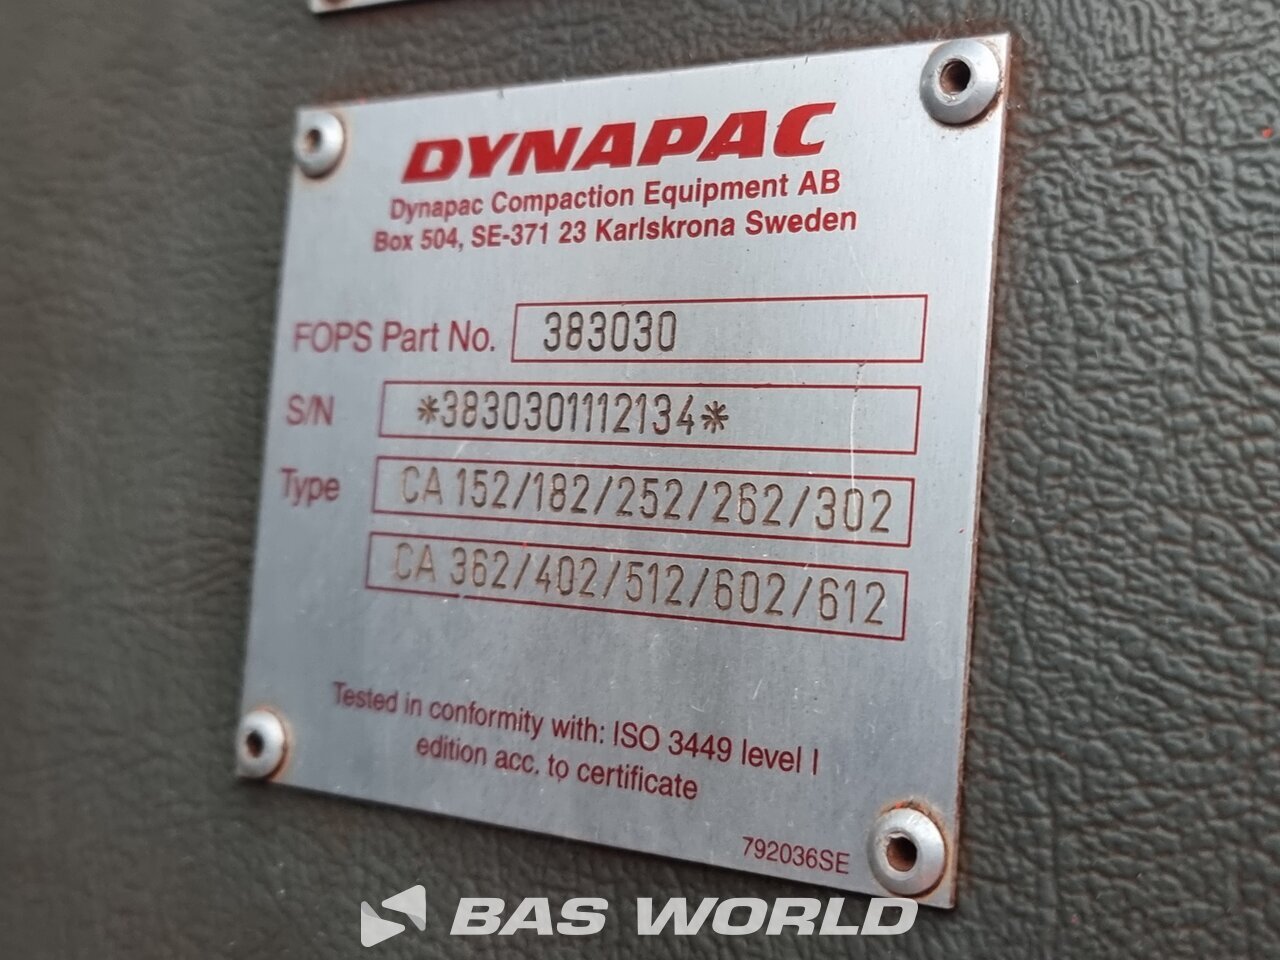 DYNAPAC
Dynapac Compaction Equipment AB
Box 504, SE-371 23 Karlskrona Sweden
FOPS Part No. 383030
S/N *3830301112134*
Type CA 152/182/252/262/302
CA 362/402/512/602/612
Tested in conformity with: ISO 3449 level I
edition acc. to certificate
792036SE
BAS WORLD